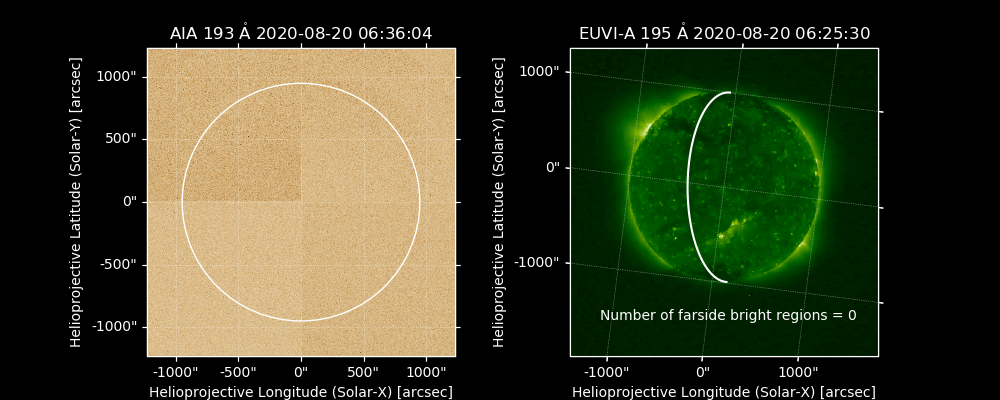 AIA 193 Å 2020-08-20 06:36:04
Helioprojective Latitude (Solar-Y) [arcsec]
1000"
500"
0"
-500"
-1000"
-1000" -500" 0" 500" 1000"
Helioprojective Longitude (Solar-X) [arcsec]
EUVI-A 195 Å 2020-08-20 06:25:30
Helioprojective Latitude (Solar-Y) [arcsec]
1000"
0"
-1000"
Number of farside bright regions = 0
-1000" 0" 1000"
Helioprojective Longitude (Solar-X) [arcsec]